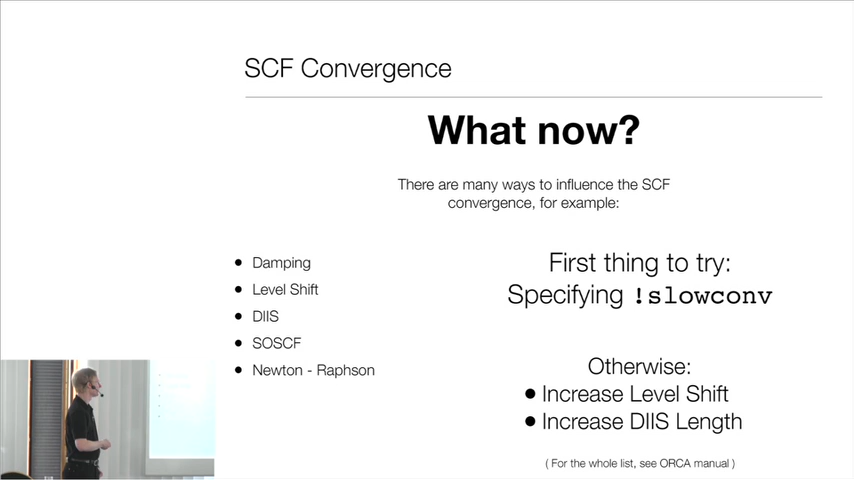 SCF Convergence
What now?
There are many ways to influence the SCF
convergence, for example:
● Damping
● Level Shift
● DIIS
● SOSCF
● Newton - Raphson
First thing to try:
Specifying !slowconv
Otherwise:
● Increase Level Shift
● Increase DIIS Length
( For the whole list, see ORCA manual )